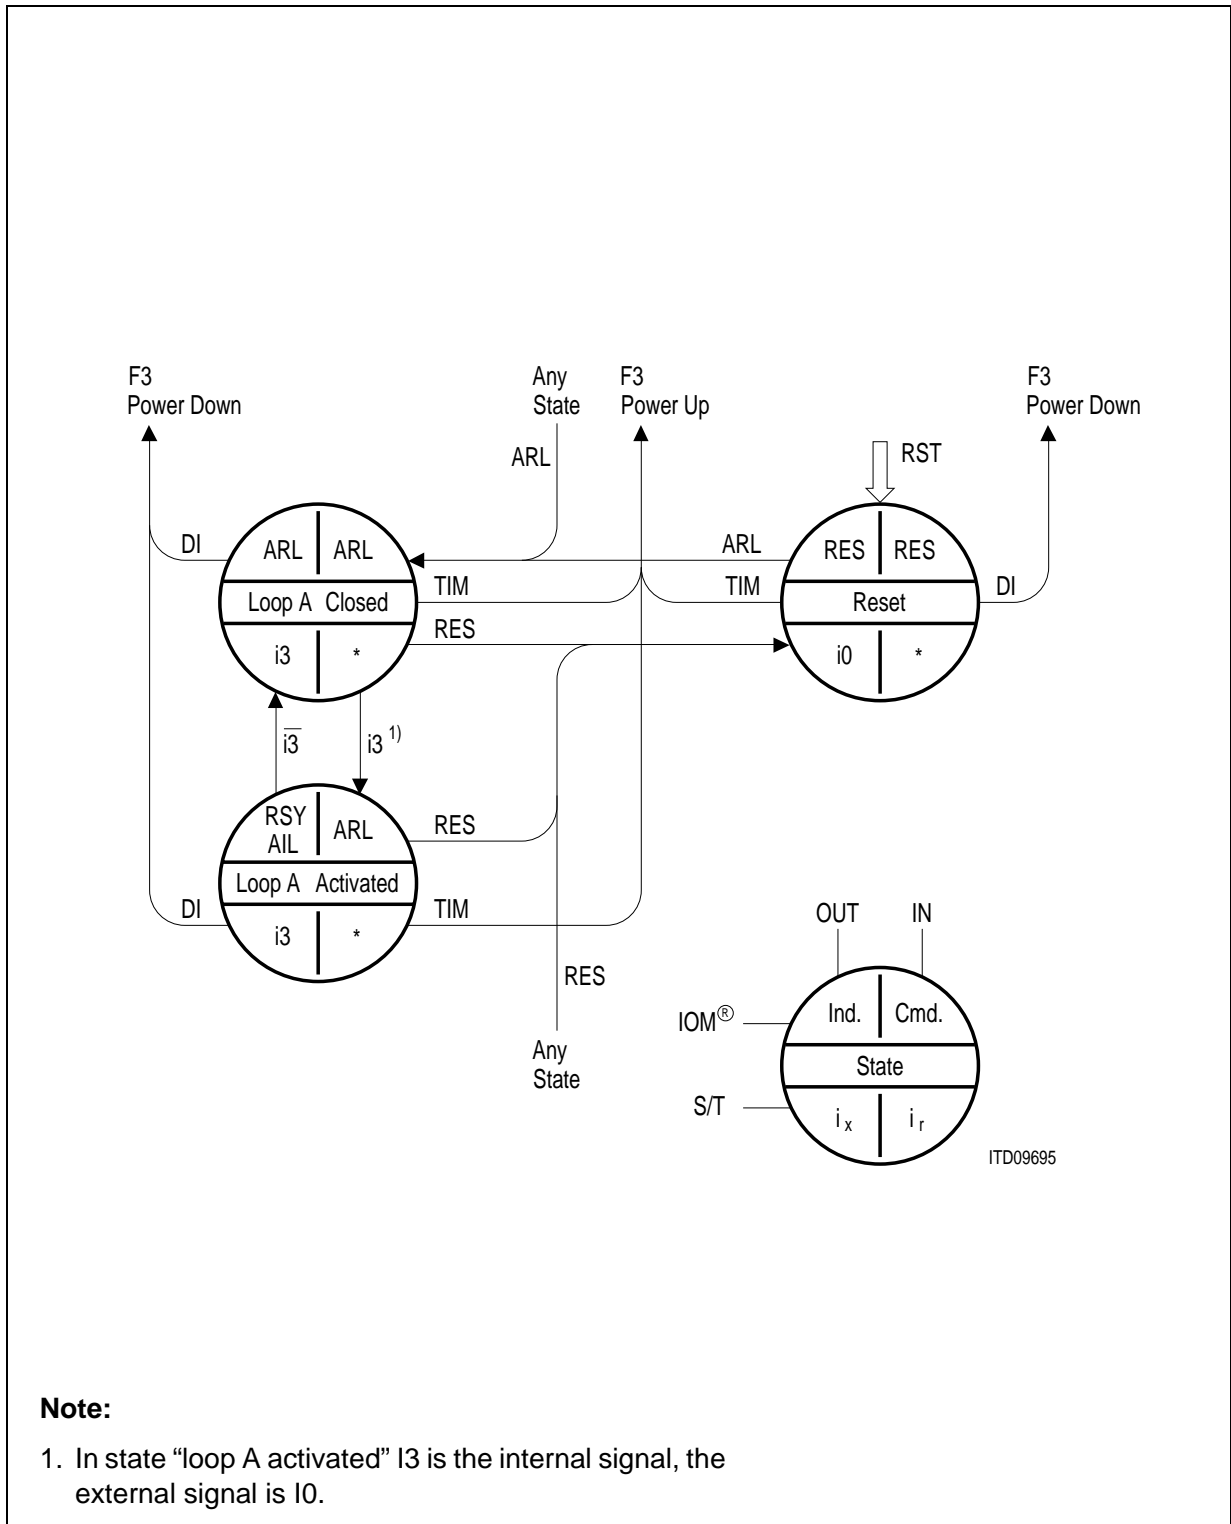 F3
Power Down
Any
State
F3
Power Up
F3
Power Down
ARL
RST
DI
ARL
ARL
ARL
RES
RES
TIM
TIM
Loop A Closed
Reset
DI
RES
i3
*
i0
*
i3
i3 1)
RSY
AIL
ARL
RES
Loop A Activated
DI
TIM
i3
*
RES
OUT
IN
IOM®
Ind.
Cmd.
Any
State
State
S/T
i x
i r
ITD09695
Note:
1. In state “loop A activated” I3 is the internal signal, the
external signal is I0.